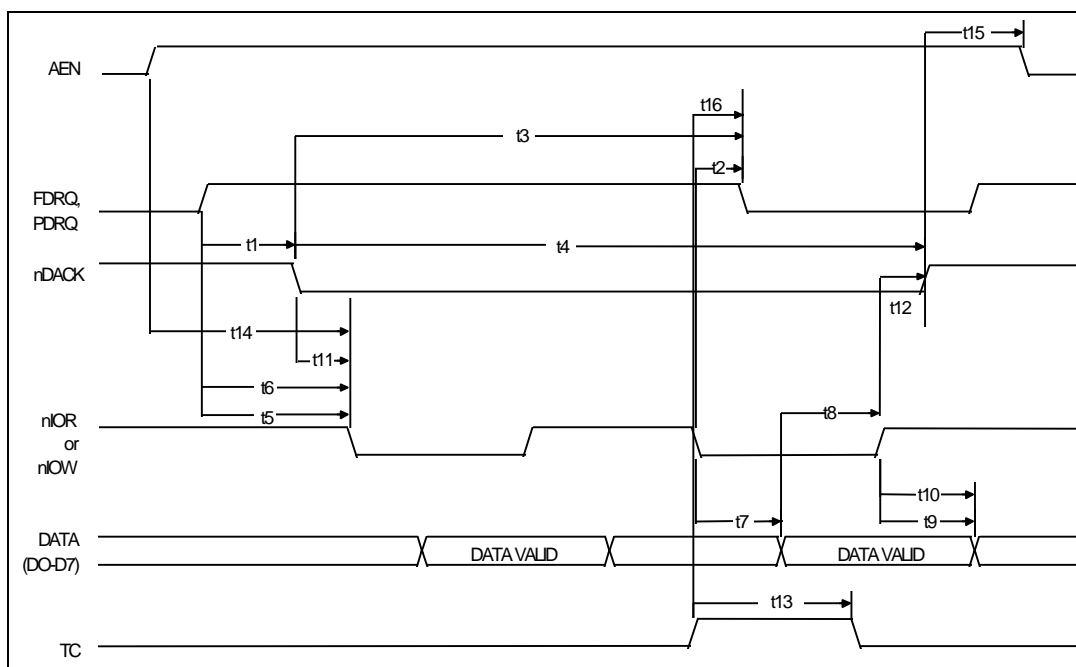 t15
AEN
t16
t3
t2
FDRQ,
PDRQ
t1
t4
nDACK
t12
t14
t11
t6
t5
t8
nIOR
or
nIOW
t10
t7
t9
DATA
(DO-D7)
DATA VALID
DATA VALID
t13
TC